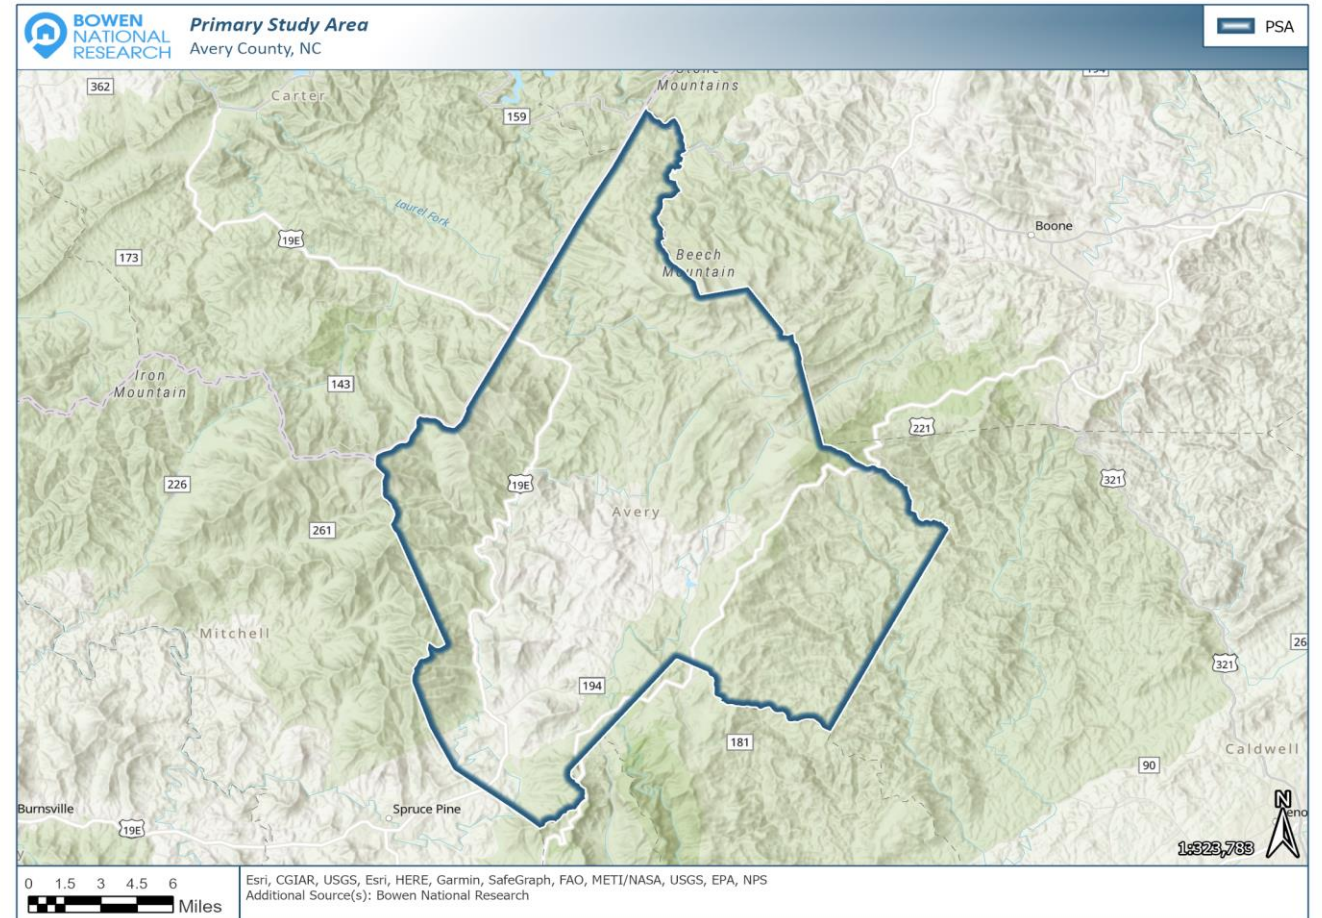 BOWEN
NATIONAL
RESEARCH
Primary Study Area
Avery County, NC
PSA
362
Carter
159
Mountains
Laurel Fork
19E
173
Beech
Mountain
Boone
Iron
Mountain
143
221
226
19E
321
261
Avery
Mitchell
26
321
194
181
Caldwell
90
Burnsville
Spruce Pine
19E
N
1:323,783
0 1.5 3 4.5 6
Miles
Esri, CGIAR, USGS, Esri, HERE, Garmin, SafeGraph, FAO, METI/NASA, USGS, EPA, NPS
Additional Source(s): Bowen National Research